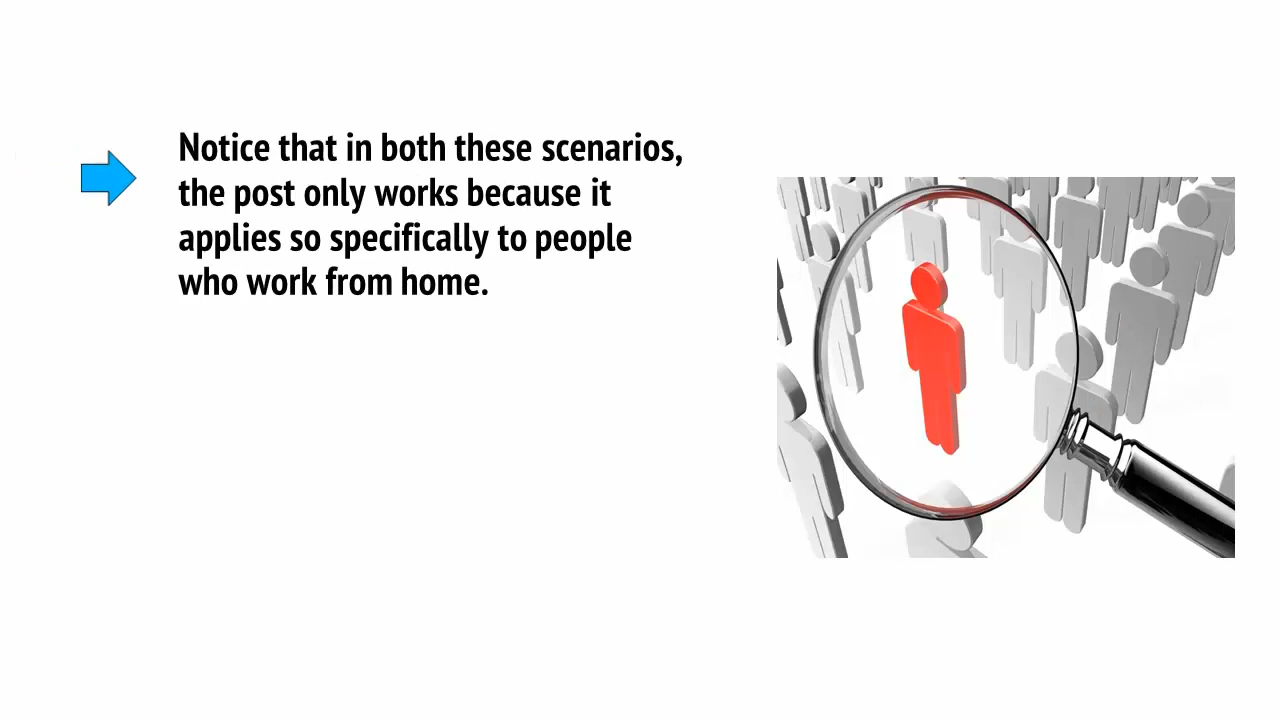 Notice that in both these scenarios,
the post only works because it
applies so specifically to people
who work from home.